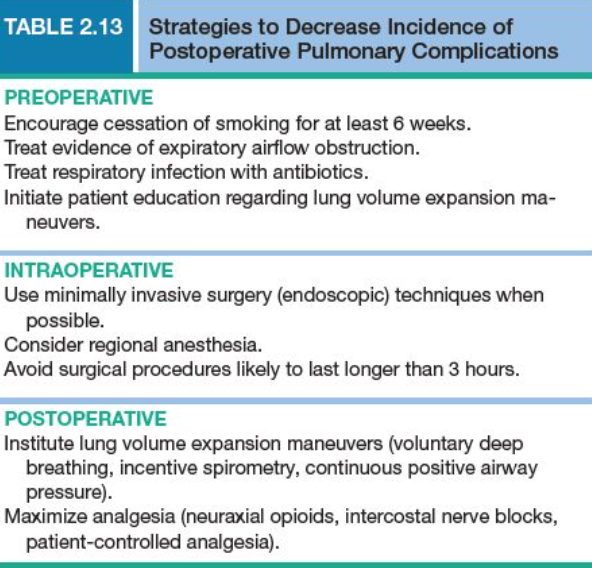 TABLE 2.13
Strategies to Decrease Incidence of
Postoperative Pulmonary Complications
PREOPERATIVE
Encourage cessation of smoking for at least 6 weeks.
Treat evidence of expiratory airflow obstruction.
Treat respiratory infection with antibiotics.
Initiate patient education regarding lung volume expansion ma-
neuvers.
INTRAOPERATIVE
Use minimally invasive surgery (endoscopic) techniques when
possible.
Consider regional anesthesia.
Avoid surgical procedures likely to last longer than 3 hours.
POSTOPERATIVE
Institute lung volume expansion maneuvers (voluntary deep
breathing, incentive spirometry, continuous positive airway
pressure).
Maximize analgesia (neuraxial opioids, intercostal nerve blocks,
patient-controlled analgesia).